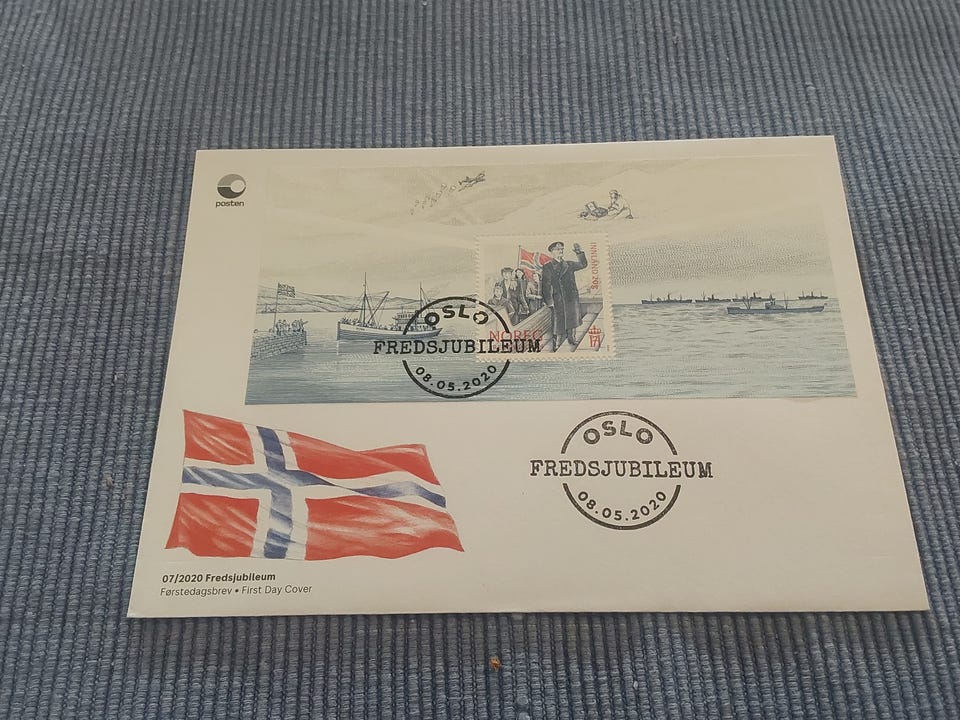 posten
INNLAND 20g
NOREG
OSLO
FREDSJUBILEUM
08.05.2020
OSLO
FREDSJUBILEUM
08.05.2020
07/2020 Fredsjubileum
Førstedagsbrev • First Day Cover